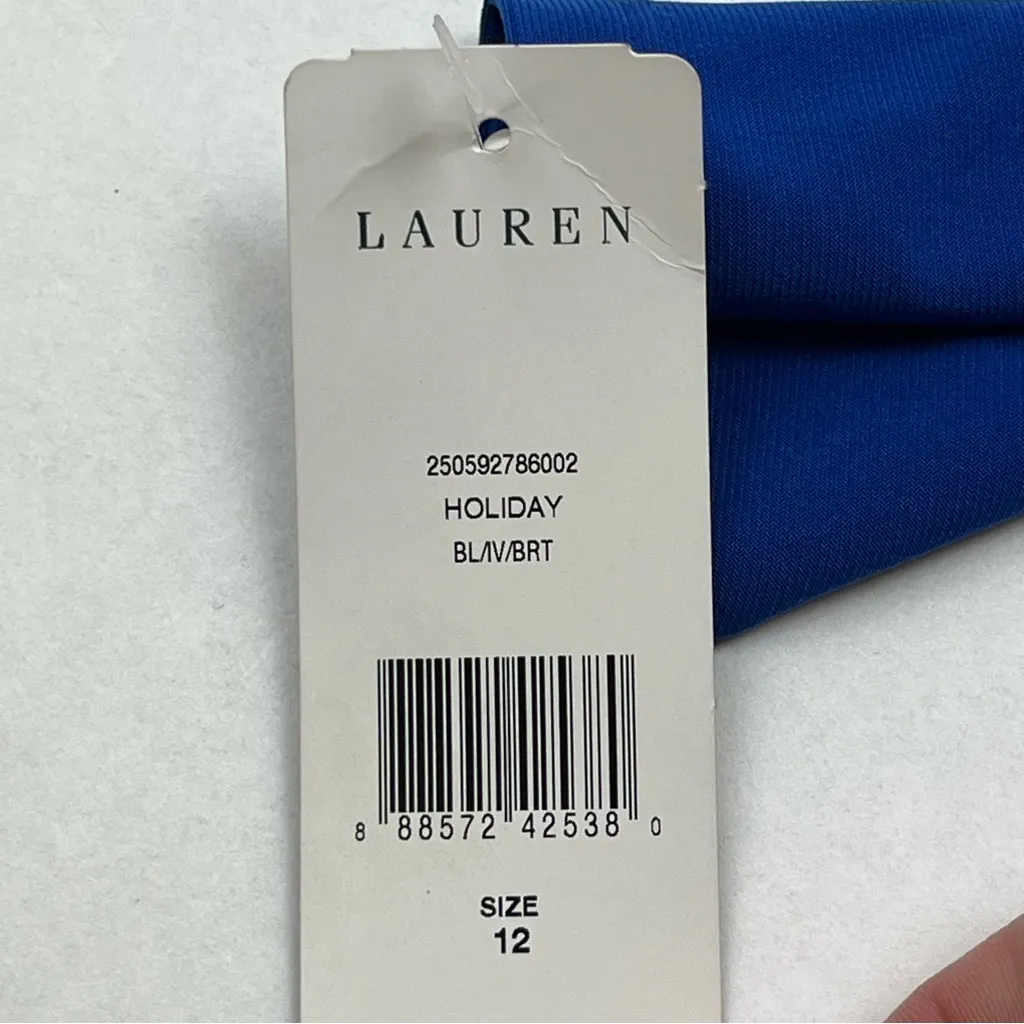 LAUREN
250592786002
HOLIDAY
BL/IV/BRT
8 88572 42538 0
SIZE
12